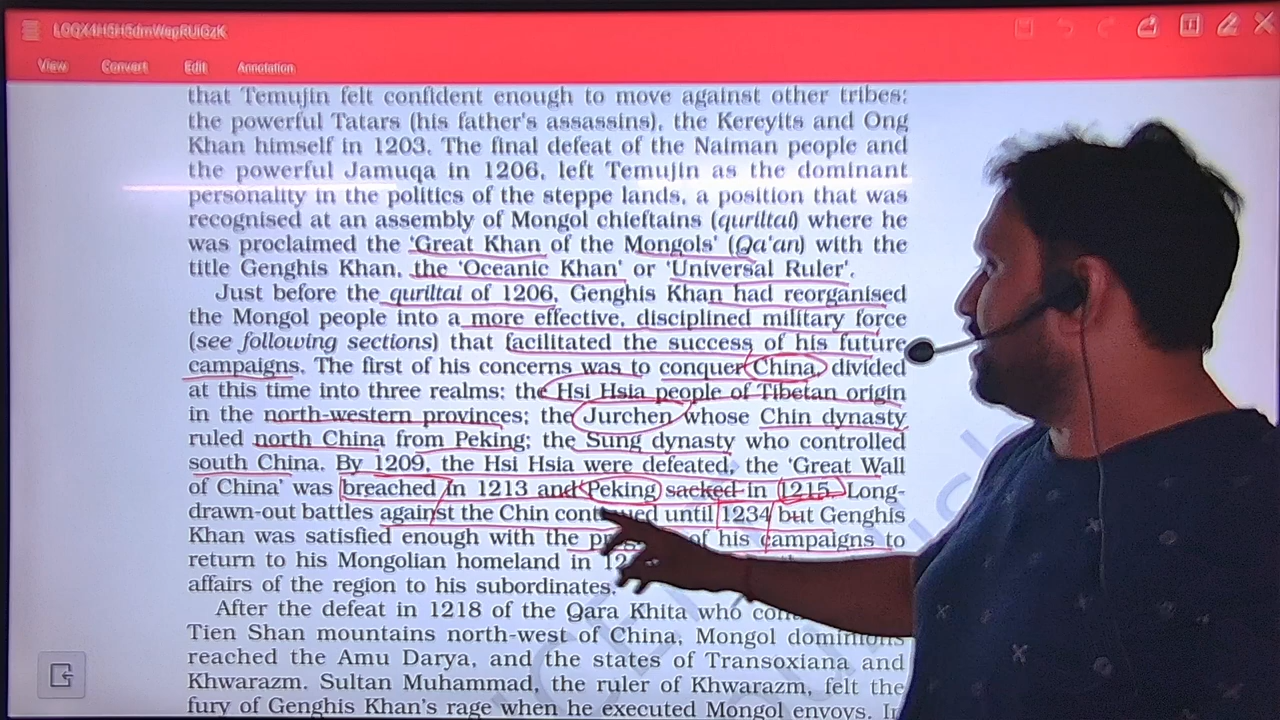 View Convert Edit Annotation
that Temujin felt confident enough to move against other tribes:
the powerful Tatars (his father's assassins), the Kereyits and Ong
Khan himself in 1203. The final defeat of the Naiman people and
the powerful Jamuqa in 1206, left Temujin as the dominant
personality in the politics of the steppe lands, a position that was
recognised at an assembly of Mongol chieftains (quriltai) where he
was proclaimed the 'Great Khan of the Mongols' (Qa'an) with the
title Genghis Khan, the 'Oceanic Khan' or 'Universal Ruler'.
Just before the quriltai of 1206, Genghis Khan had reorganised
the Mongol people into a more effective, disciplined military force
(see following sections) that facilitated the success of his future
campaigns. The first of his concerns was to conquer China, divided
at this time into three realms: the Hsi Hsia people of Tibetan origin
in the north-western provinces; the Jurchen whose Chin dynasty
ruled north China from Peking; the Sung dynasty who controlled
south China. By 1209, the Hsi Hsia were defeated, the 'Great Wall
of China' was breached in 1213 and Peking sacked in 1215. Long-
drawn-out battles against the Chin until 1234 but Genghis
Khan was satisfied enough with the of his campaigns to
return to his Mongolian homeland in
affairs of the region to his subordinates.
After the defeat in 1218 of the Qara Khita who
Tien Shan mountains north-west of China, Mongol dominions
reached the Amu Darya, and the states of Transoxiana and
Khwarazm. Sultan Muhammad, the ruler of Khwarazm, felt the
fury of Genghis Khan's rage when he executed Mongol envoys. In